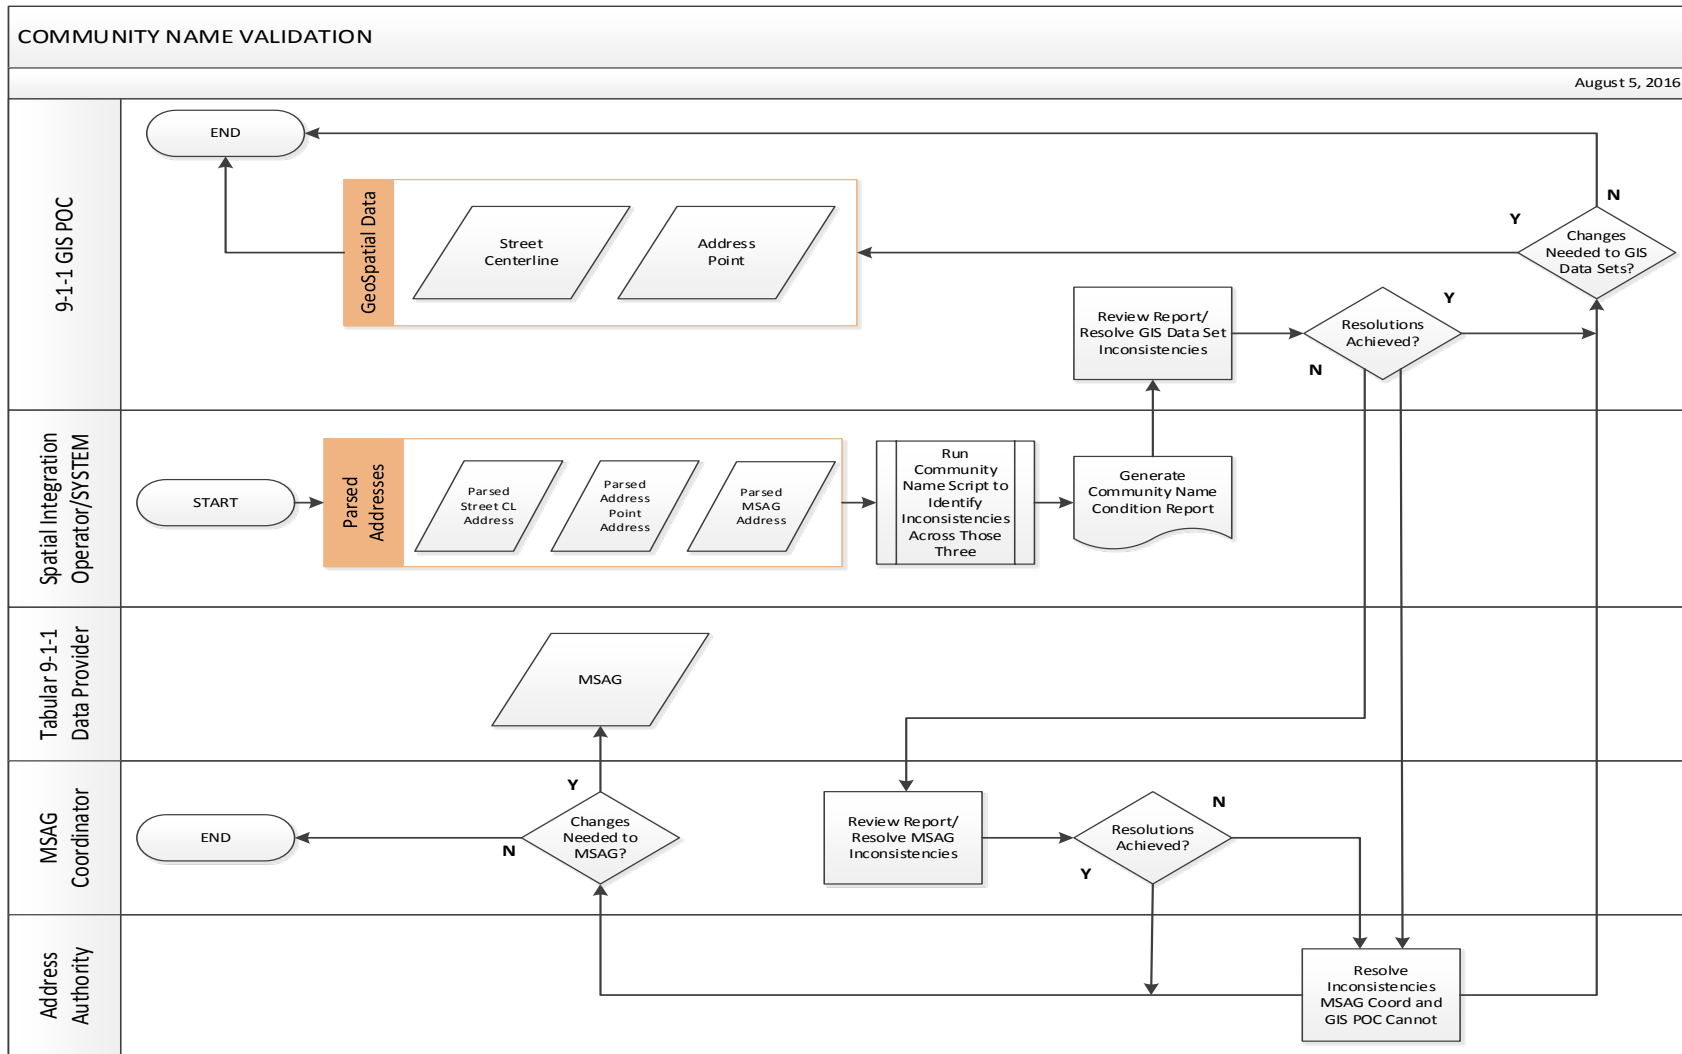 COMMUNITY NAME VALIDATION
August 5, 2016
9-1-1 GIS POC
END
GeoSpatial Data
Street
Centerline
Address
Point
Y
N
Changes
Needed to GIS
Data Sets?
Review Report/
Resolve GIS Data Set
Inconsistencies
Resolutions
Achieved?
Y
N
Spatial Integration
Operator/SYSTEM
START
Parsed
Addresses
Parsed
Street CL
Address
Parsed
Address
Point
Address
Parsed
MSAG
Address
Run
Community
Name Script to
Identify
Inconsistencies
Across Those
Three
Generate
Community Name
Condition Report
Tabular 9-1-1
Data Provider
MSAG
MSAG
Coordinator
END
N
Y
Changes
Needed to
MSAG?
Review Report/
Resolve MSAG
Inconsistencies
Resolutions
Achieved?
N
Y
Address
Authority
Resolve
Inconsistencies
MSAG Coord and
GIS POC Cannot